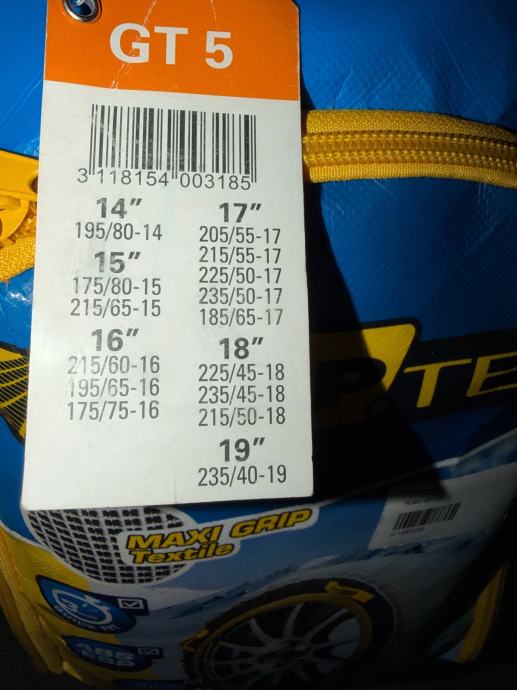 GT 5
3 118154 003185
14"
195/80-14
15"
175/80-15
215/65-15
16"
215/60-16
195/65-16
175/75-16
17"
205/55-17
215/55-17
225/50-17
235/50-17
185/65-17
18"
225/45-18
235/45-18
215/50-18
19"
235/40-19
P
TE
MAXI GRIP
Textile
ABS
ESP